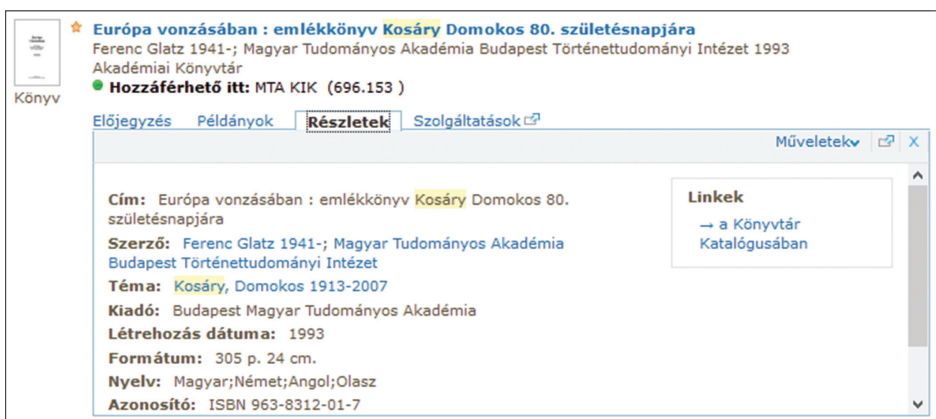 Európa vonzásában : emlékkönyv Kosáry Domokos 80. születésnapjára
Ferenc Glatz 1941-; Magyar Tudományos Akadémia Budapest Történettudományi Intézet 1993
Akadémiai Könyvtár
Hozzáférhető itt: MTA KIK (696.153 )
Könyv
Előjegyzés Példányok Részletek Szolgáltatások
Műveletek X
Cím: Európa vonzásában : emlékkönyv Kosáry Domokos 80.
születésnapjára
Szerző: Ferenc Glatz 1941-; Magyar Tudományos Akadémia
Budapest Történettudományi Intézet
Téma: Kosáry, Domokos 1913-2007
Kiadó: Budapest Magyar Tudományos Akadémia
Létrehozás dátuma: 1993
Formátum: 305 p. 24 cm.
Nyelv: Magyar;Német;Angol;Olasz
Azonosító: ISBN 963-8312-01-7
Linkek
→ a Könyvtár
Katalógusában